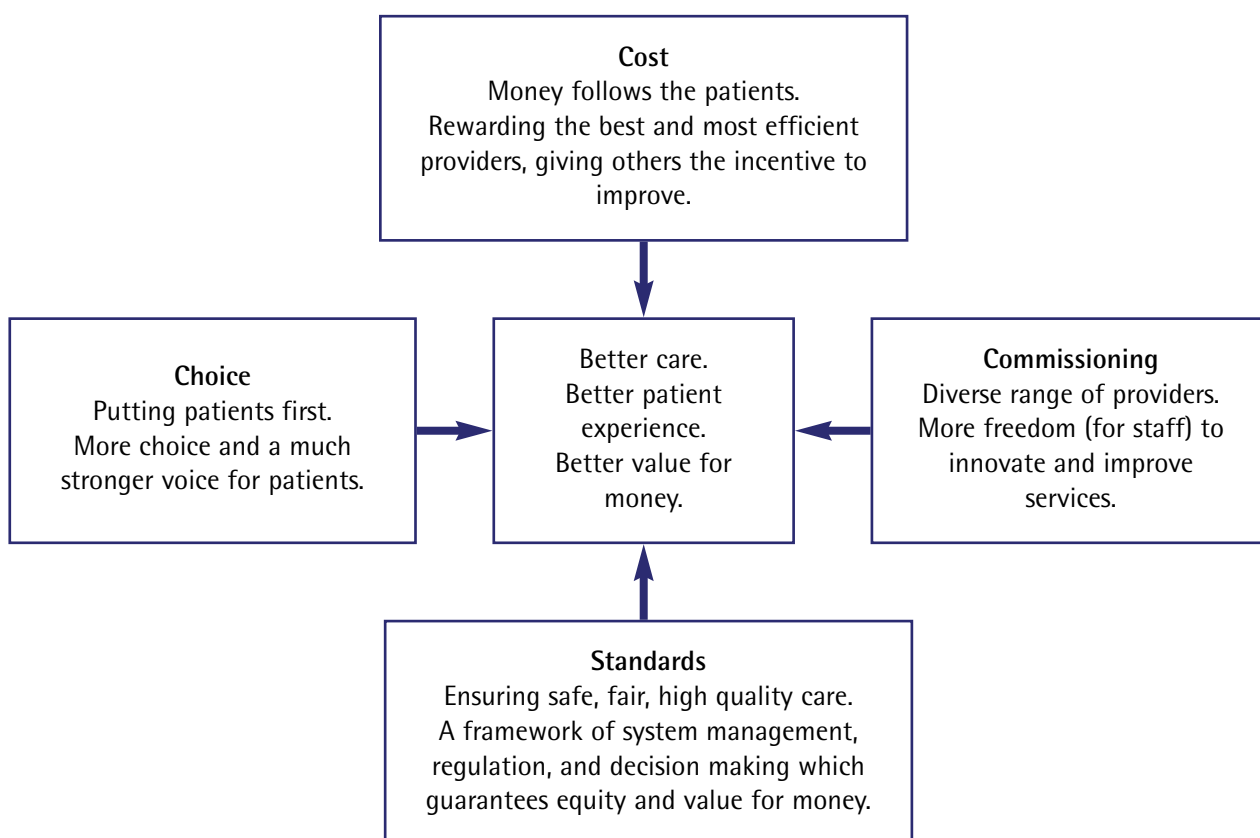 Cost
Money follows the patients.
Rewarding the best and most efficient
providers, giving others the incentive to
improve.
Choice
Putting patients first.
More choice and a much
stronger voice for patients.
Better care.
Better patient
experience.
Better value for
money.
Commissioning
Diverse range of providers.
More freedom (for staff) to
innovate and improve
services.
Standards
Ensuring safe, fair, high quality care.
A framework of system management,
regulation, and decision making which
guarantees equity and value for money.